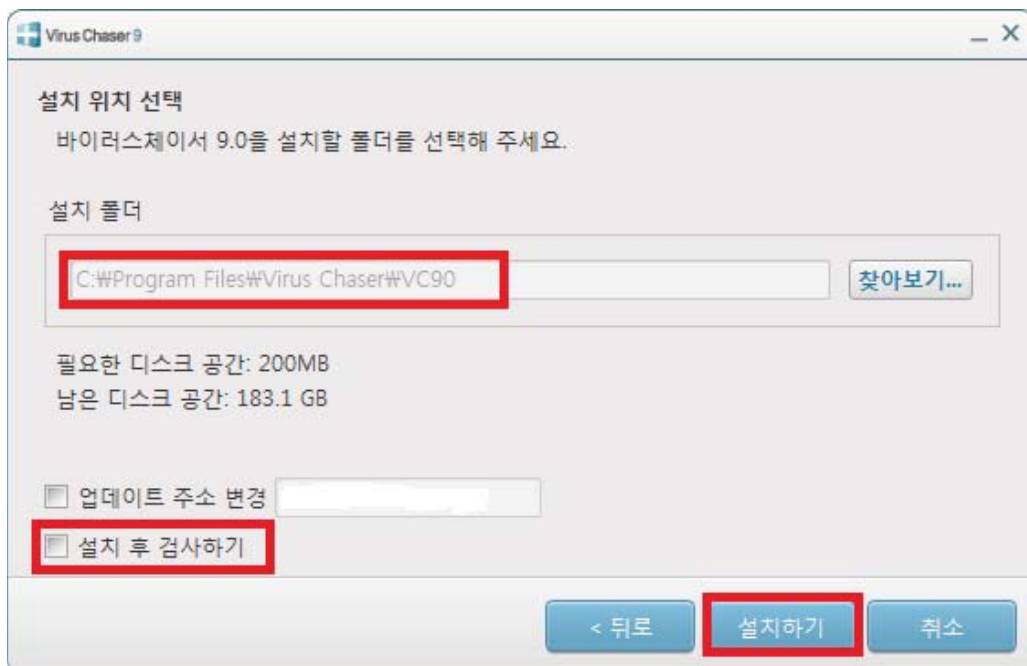 Virus Chaser 9
설치 위치 선택
바이러스체이서 9.0을 설치할 폴더를 선택해 주세요.
설치 폴더
C:₩Program Files₩Virus Chaser₩VC90
찾아보기...
필요한 디스크 공간: 200MB
남은 디스크 공간: 183.1 GB
업데이트 주소 변경
설치 후 검사하기
< 뒤로 설치하기 취소